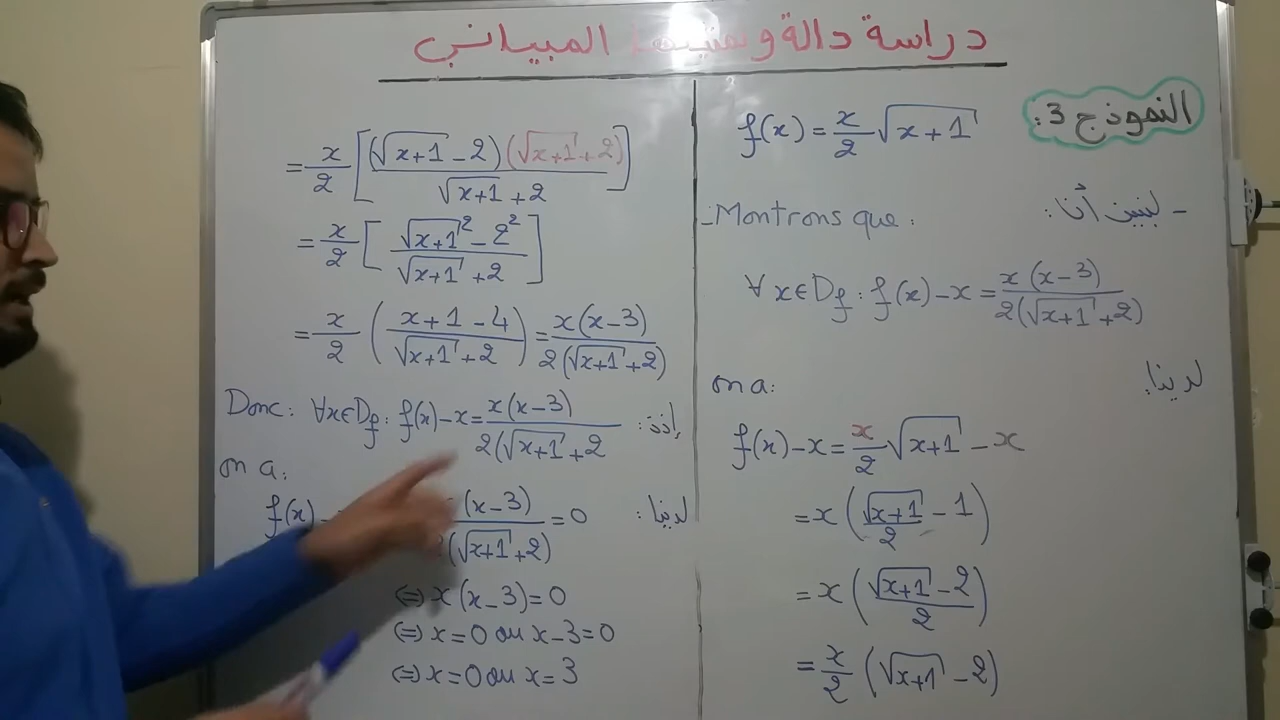 دراسة دالة و المبياني
النموذج 3:
f(x) = x/2 √(x+1)
- Montrons que : - لنبين أن :
∀x∈Df : f(x) - x = x(x-3) / 2(√(x+1) + 2)
on a : لدينا :
f(x) - x = x/2 √(x+1) - x
= x (√(x+1)/2 - 1)
= x ((√(x+1) - 2)/2)
= x/2 (√(x+1) - 2)
= x/2 [(√(x+1) - 2)(√(x+1) + 2) / √(x+1) + 2]
= x/2 [√(x+1)² - 2² / √(x+1) + 2]
= x/2 (x + 1 - 4 / √(x+1) + 2) = x(x-3) / 2(√(x+1) + 2)
Donc : ∀x∈Df : f(x) - x = x(x-3) / 2(√(x+1) + 2 إذن :
on a :
f(x) - (x-3) / (√(x+1) + 2) = 0 لدينا :
⇔ x(x-3) = 0
⇔ x = 0 ou x - 3 = 0
⇔ x = 0 ou x = 3